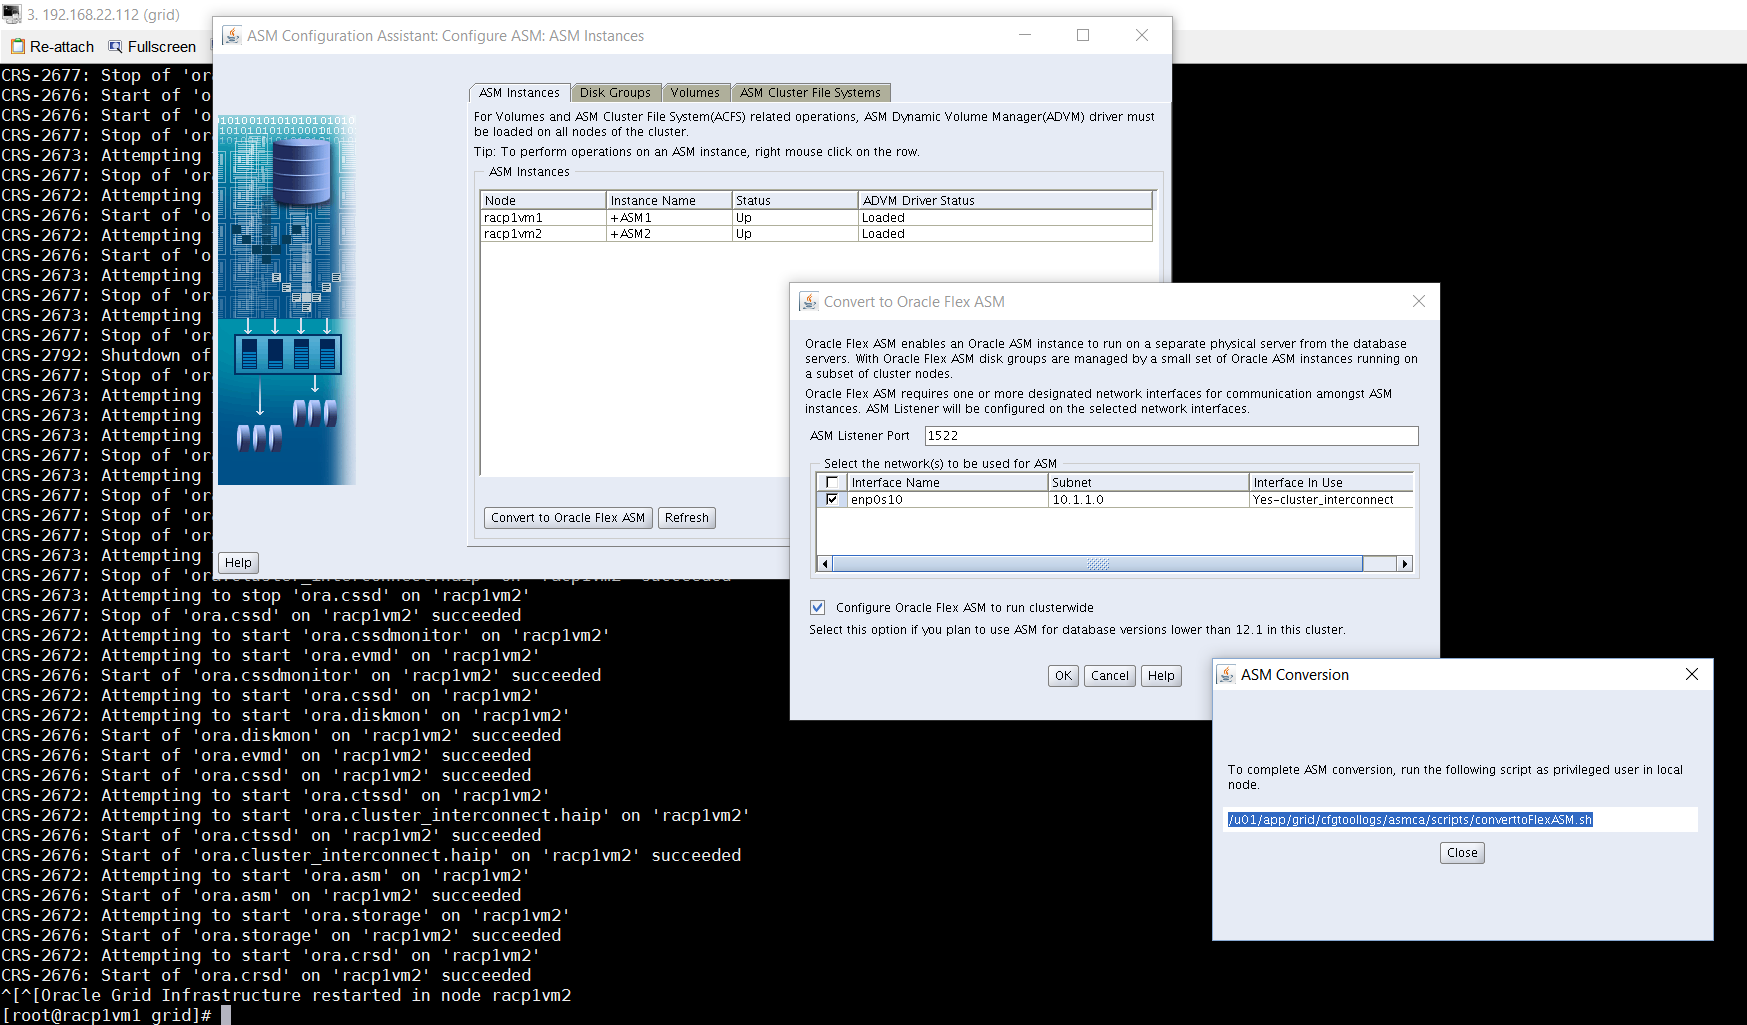 3. 192.168.22.112 (grid)
Re-attach Fullscreen
CRS-2677: Stop of 'or
CRS-2676: Start of 'o
CRS-2676: Start of 'o
CRS-2677: Stop of 'or
CRS-2673: Attempting
CRS-2677: Stop of 'or
CRS-2672: Attempting
CRS-2676: Start of 'o
CRS-2672: Attempting
CRS-2676: Start of 'o
CRS-2673: Attempting
CRS-2677: Stop of 'or
CRS-2673: Attempting
CRS-2677: Stop of 'or
CRS-2792: Shutdown of
CRS-2677: Stop of 'or
CRS-2673: Attempting
CRS-2673: Attempting
CRS-2673: Attempting
CRS-2677: Stop of 'or
CRS-2673: Attempting
CRS-2677: Stop of 'or
CRS-2677: Stop of 'or
CRS-2677: Stop of 'or
CRS-2673: Attempting
CRS-2677: Stop of 'ora.cluster_interconnect.haip' on 'racp1vm2' succeeded
CRS-2673: Attempting to stop 'ora.cssd' on 'racp1vm2'
CRS-2677: Stop of 'ora.cssd' on 'racp1vm2' succeeded
CRS-2672: Attempting to start 'ora.cssdmonitor' on 'racp1vm2'
CRS-2672: Attempting to start 'ora.evmd' on 'racp1vm2'
CRS-2676: Start of 'ora.cssdmonitor' on 'racp1vm2' succeeded
CRS-2672: Attempting to start 'ora.cssd' on 'racp1vm2'
CRS-2672: Attempting to start 'ora.diskmon' on 'racp1vm2'
CRS-2676: Start of 'ora.diskmon' on 'racp1vm2' succeeded
CRS-2676: Start of 'ora.evmd' on 'racp1vm2' succeeded
CRS-2676: Start of 'ora.cssd' on 'racp1vm2' succeeded
CRS-2672: Attempting to start 'ora.ctssd' on 'racp1vm2'
CRS-2672: Attempting to start 'ora.cluster_interconnect.haip' on 'racp1vm2'
CRS-2676: Start of 'ora.ctssd' on 'racp1vm2' succeeded
CRS-2676: Start of 'ora.cluster_interconnect.haip' on 'racp1vm2' succeeded
CRS-2672: Attempting to start 'ora.asm' on 'racp1vm2'
CRS-2676: Start of 'ora.asm' on 'racp1vm2' succeeded
CRS-2672: Attempting to start 'ora.storage' on 'racp1vm2'
CRS-2676: Start of 'ora.storage' on 'racp1vm2' succeeded
CRS-2672: Attempting to start 'ora.crsd' on 'racp1vm2'
CRS-2676: Start of 'ora.crsd' on 'racp1vm2' succeeded
^[^[Oracle Grid Infrastructure restarted in node racp1vm2
[root@racp1vm1 grid]#
ASM Configuration Assistant: Configure ASM: ASM Instances
ASM Instances Disk Groups Volumes ASM Cluster File Systems
For Volumes and ASM Cluster File System(ACFS) related operations, ASM Dynamic Volume Manager(ADVM) driver must
be loaded on all nodes of the cluster.
Tip: To perform operations on an ASM instance, right mouse click on the row.
ASM Instances
Node Instance Name Status ADVM Driver Status
racp1vm1 +ASM1 Up Loaded
racp1vm2 +ASM2 Up Loaded
Convert to Oracle Flex ASM Refresh
Help
Convert to Oracle Flex ASM
Oracle Flex ASM enables an Oracle ASM instance to run on a separate physical server from the database
servers. With Oracle Flex ASM disk groups are managed by a small set of Oracle ASM instances running on
a subset of cluster nodes.
Oracle Flex ASM requires one or more designated network interfaces for communication amongst ASM
instances. ASM Listener will be configured on the selected network interfaces.
ASM Listener Port 1522
Select the network(s) to be used for ASM
Interface Name Subnet Interface In Use
enp0s10 10.1.1.0 Yes-cluster_interconnect
Configure Oracle Flex ASM to run clusterwide
Select this option if you plan to use ASM for database versions lower than 12.1 in this cluster.
OK Cancel Help
ASM Conversion
To complete ASM conversion, run the following script as privileged user in local
node.
/u01/app/grid/cfgtoollogs/asmca/scripts/converttoFlexASM.sh
Close